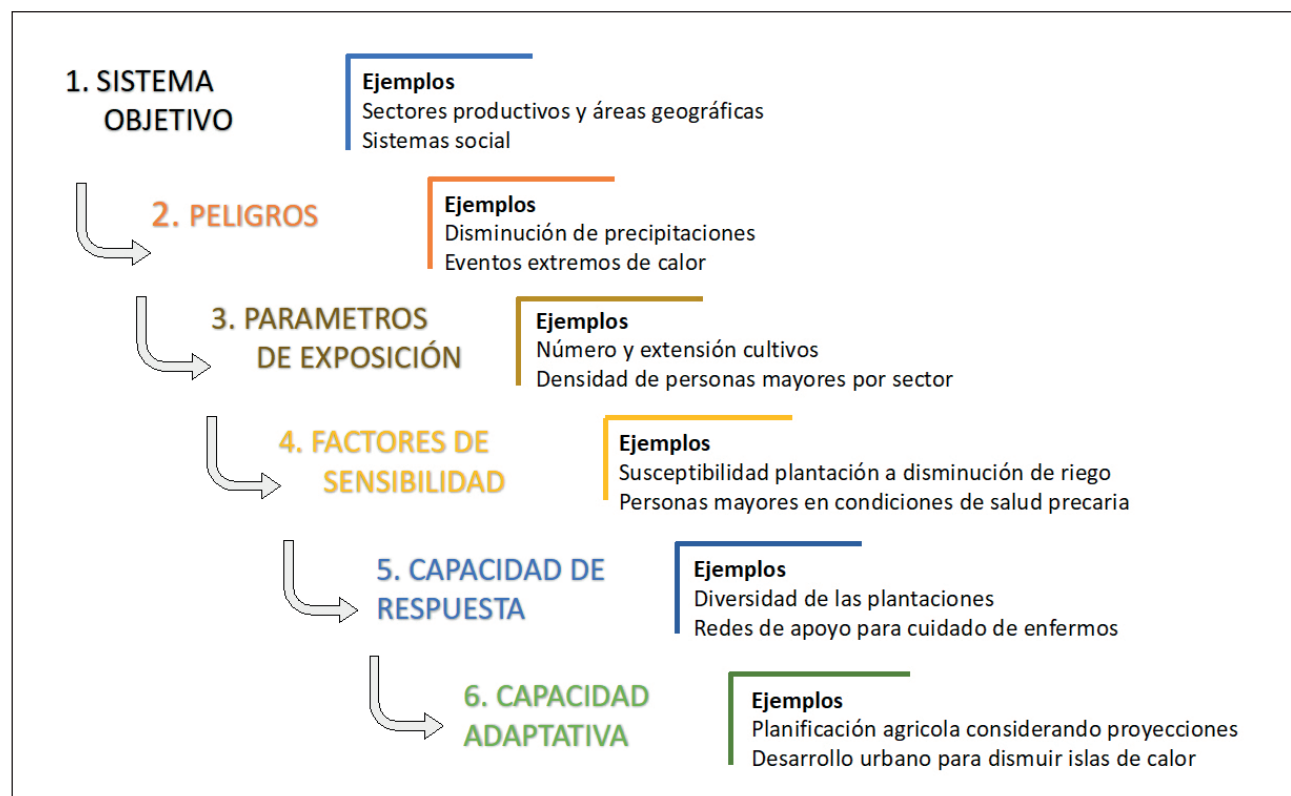 1. SISTEMA
OBJETIVO
Ejemplos
Sectores productivos y áreas geográficas
Sistemas social
2. PELIGROS
Ejemplos
Disminución de precipitaciones
Eventos extremos de calor
3. PARAMETROS
DE EXPOSICIÓN
Ejemplos
Número y extensión cultivos
Densidad de personas mayores por sector
4. FACTORES DE
SENSIBILIDAD
Ejemplos
Susceptibilidad plantación a disminución de riego
Personas mayores en condiciones de salud precaria
5. CAPACIDAD DE
RESPUESTA
Ejemplos
Diversidad de las plantaciones
Redes de apoyo para cuidado de enfermos
6. CAPACIDAD
ADAPTATIVA
Ejemplos
Planificación agricola considerando proyecciones
Desarrollo urbano para dismuir islas de calor